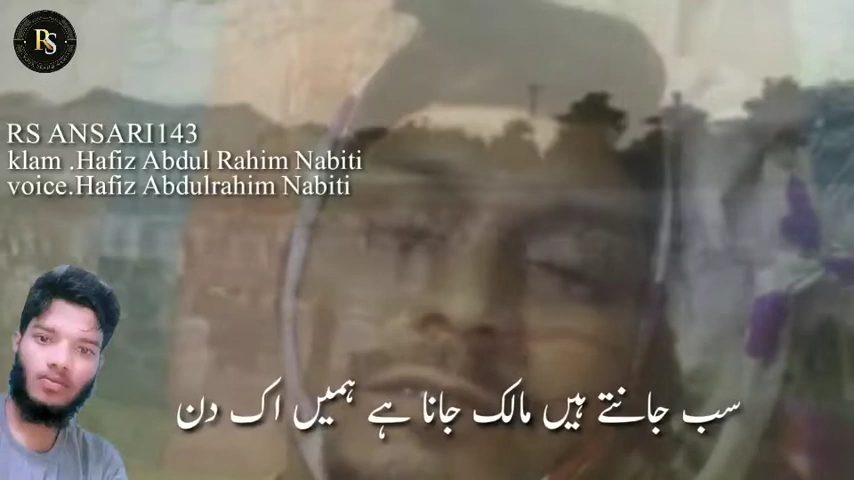 RS
RS ANSARI143
klam .Hafiz Abdul Rahim Nabiti
voice.Hafiz Abdulrahim Nabiti
سب جانتے ہیں مالک جانا ہے ہمیں اک دن